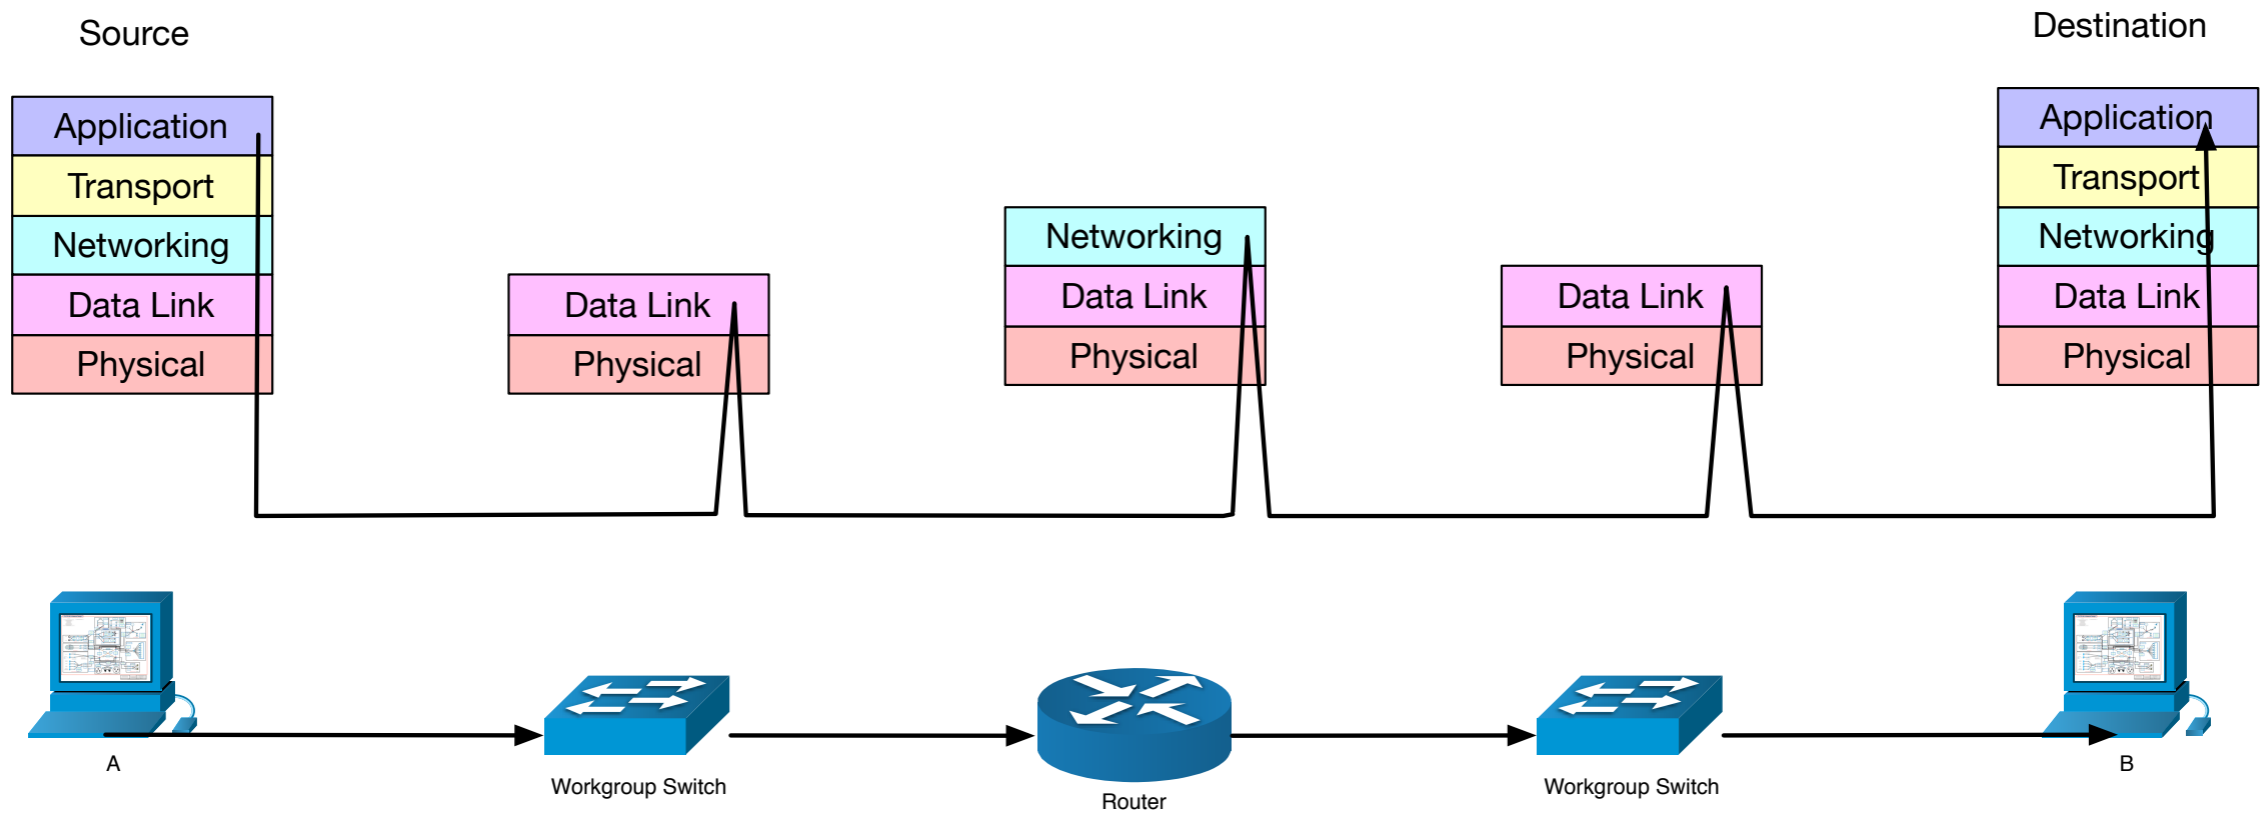 Source
Destination
Application
Transport
Networking
Data Link
Physical
Data Link
Physical
Networking
Data Link
Physical
Data Link
Physical
Application
Transport
Networking
Data Link
Physical
A
Workgroup Switch
Router
Workgroup Switch
B